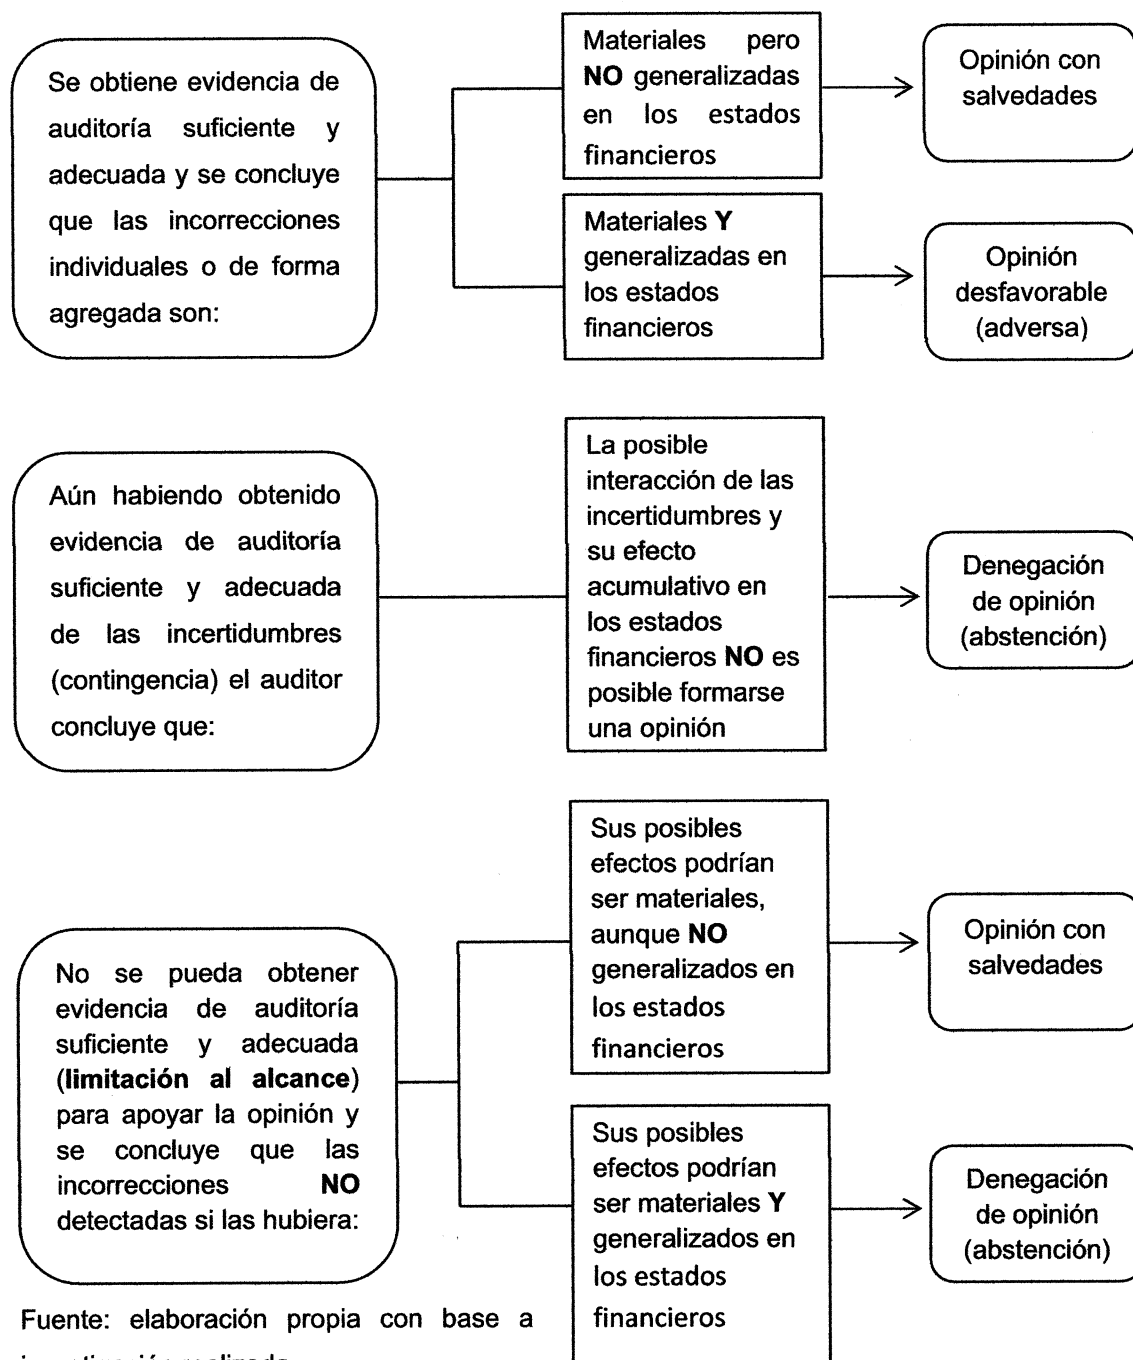 Se obtiene evidencia de
auditoría suficiente y
adecuada y se concluye
que las incorrecciones
individuales o de forma
agregada son:
Materiales pero
NO generalizadas
en los estados
financieros
Opinión con
salvedades
Materiales Y
generalizadas en
los estados
financieros
Opinión
desfavorable
(adversa)
Aún habiendo obtenido
evidencia de auditoría
suficiente y adecuada
de las incertidumbres
(contingencia) el auditor
concluye que:
La posible
interacción de las
incertidumbres y
su efecto
acumulativo en
los estados
financieros NO es
posible formarse
una opinión
Denegación
de opinión
(abstención)
No se pueda obtener
evidencia de auditoría
suficiente y adecuada
(limitación al alcance)
para apoyar la opinión y
se concluye que las
incorrecciones NO
detectadas si las hubiera:
Sus posibles
efectos podrían
ser materiales,
aunque NO
generalizados en
los estados
financieros
Opinión con
salvedades
Sus posibles
efectos podrían
ser materiales Y
generalizados en
los estados
financieros
Denegación
de opinión
(abstención)
Fuente: elaboración propia con base a